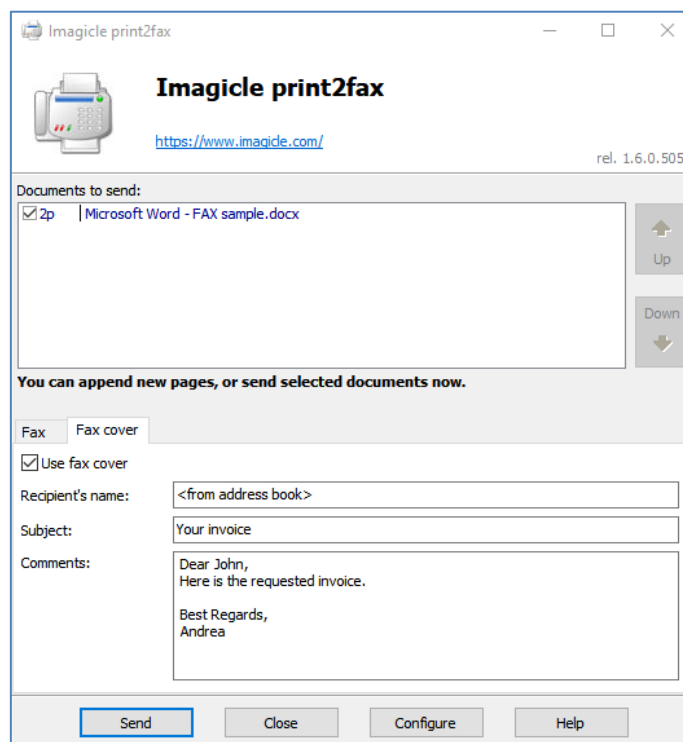 Imagicle print2fax
Imagicle print2fax
https://www.imagicle.com/
rel. 1.6.0.505
Documents to send:
2p Microsoft Word - FAX sample.docx
Up
Down
You can append new pages, or send selected documents now.
Fax Fax cover
Use fax cover
Recipient's name: <from address book>
Subject: Your invoice
Comments: Dear John,
Here is the requested invoice.
Best Regards,
Andrea
Send Close Configure Help